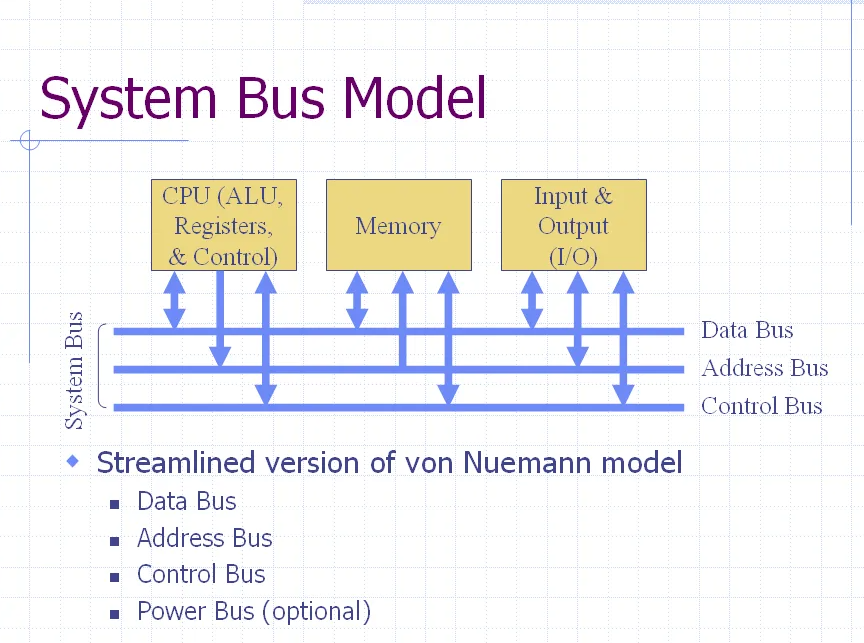 System Bus Model
CPU (ALU,
Registers,
& Control)
Memory
Input &
Output
(I/O)
System Bus
Data Bus
Address Bus
Control Bus
Streamlined version of von Nuemann model
Data Bus
Address Bus
Control Bus
Power Bus (optional)